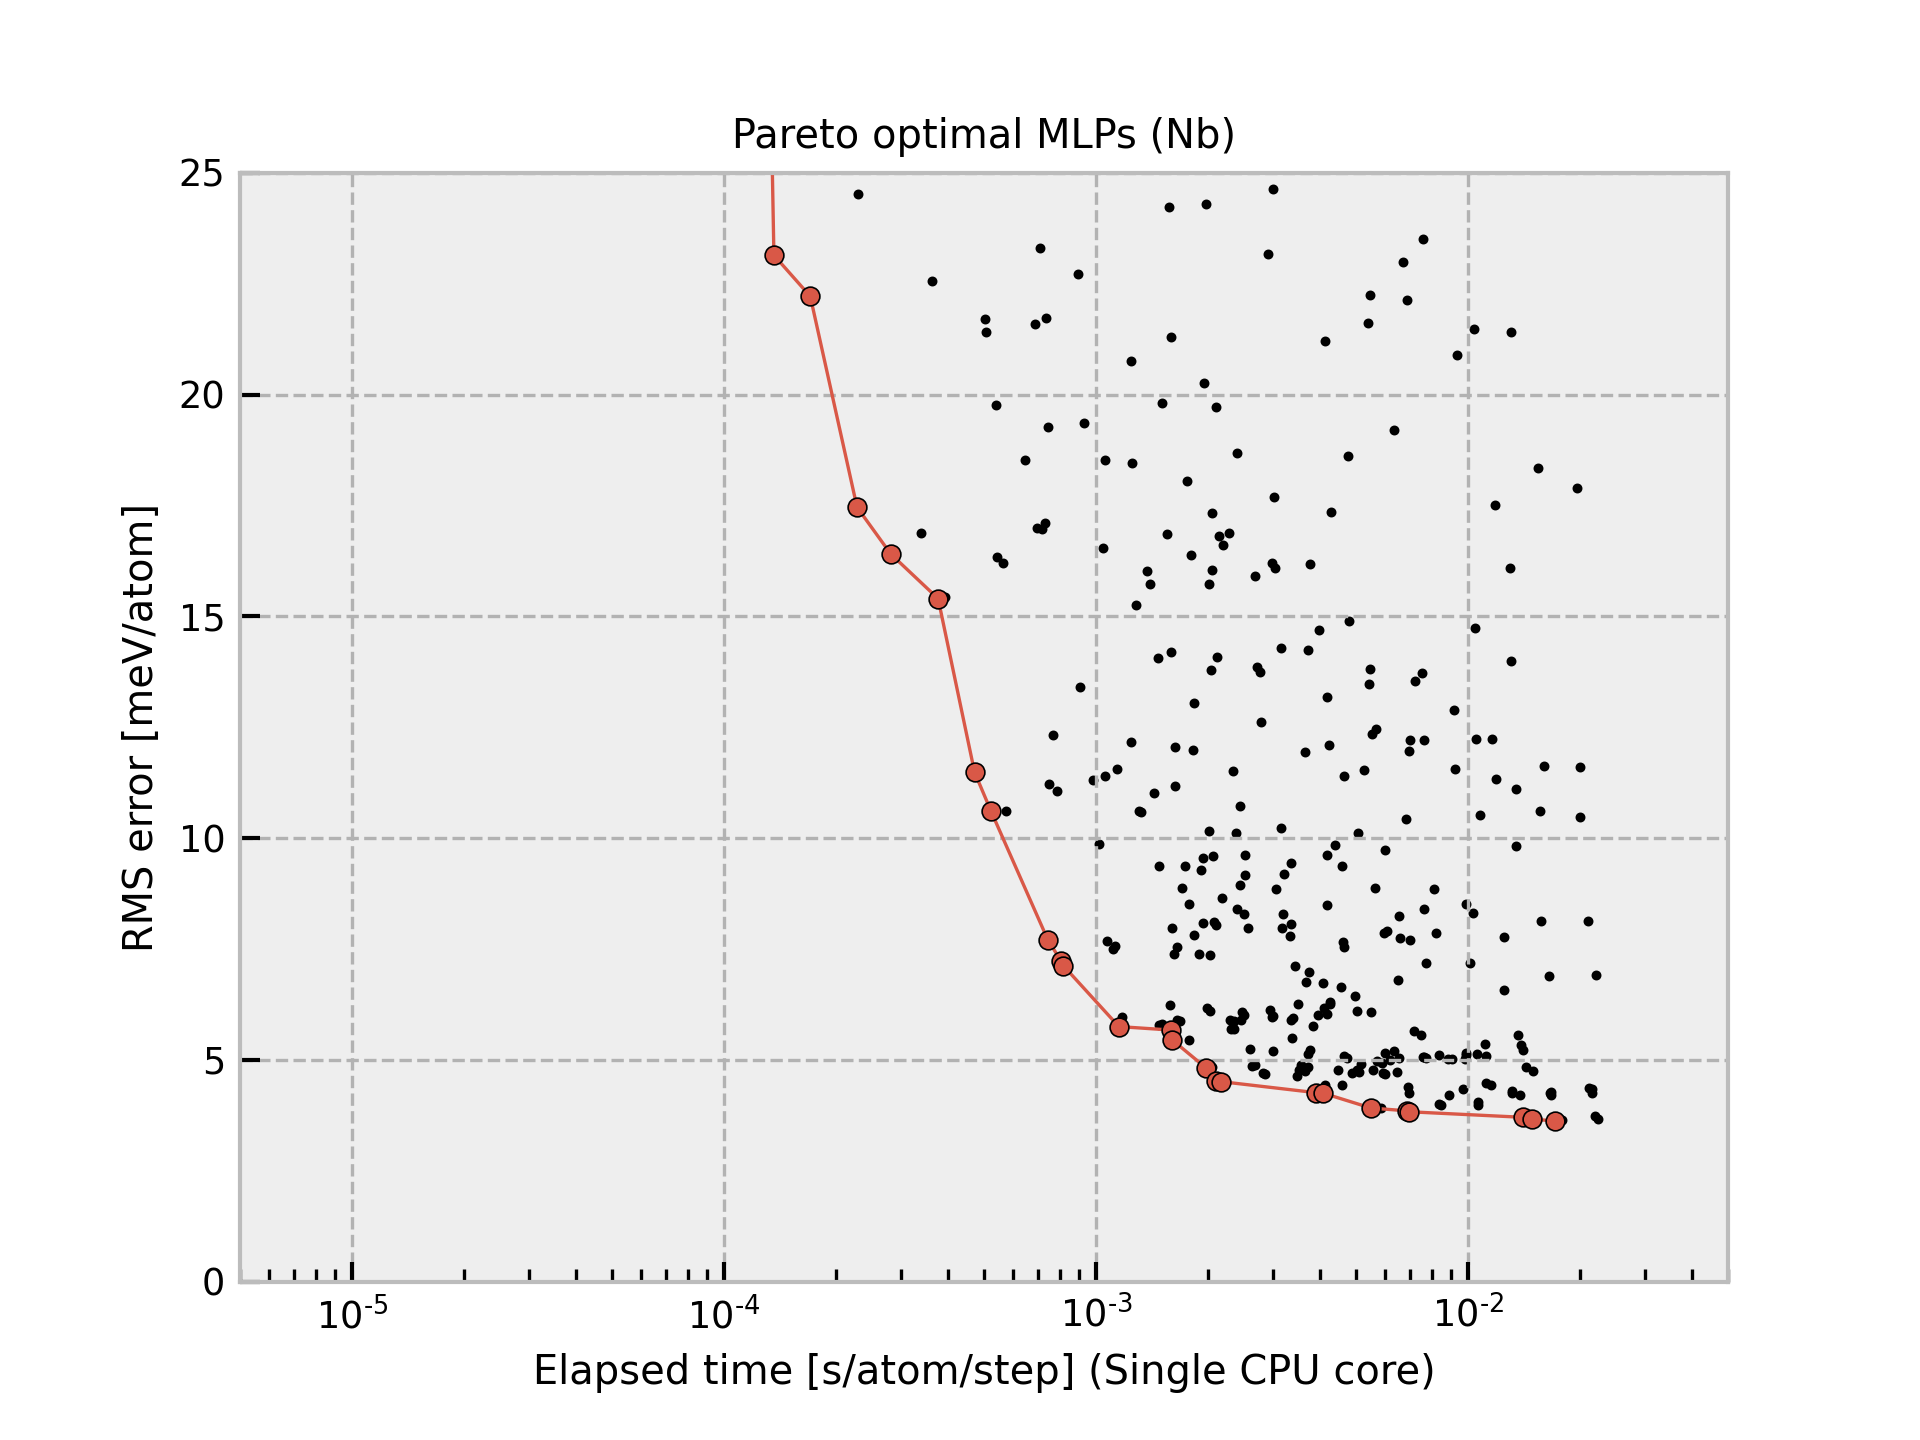 Pareto optimal MLPs (Nb)
RMS error [meV/atom]
25
20
15
10
5
0
10⁻⁵ 10⁻⁴ 10⁻³ 10⁻²
Elapsed time [s/atom/step] (Single CPU core)